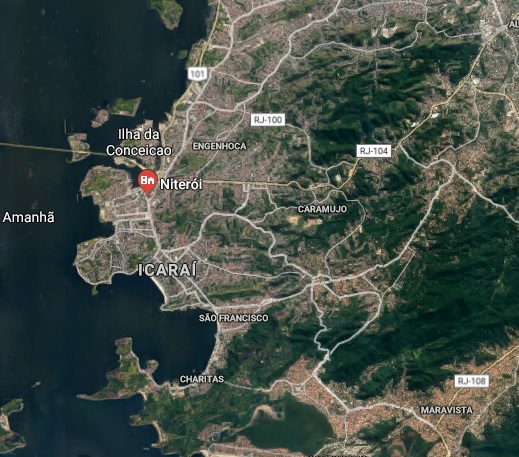 AL
101
RJ-100
Ilha da
Conceicao
ENGENHOCA
RJ-104
Niterói
Amanhã
CARAMUJO
ICARAÍ
SÃO FRANCISCO
CHARITAS
RJ-108
MARAVISTA